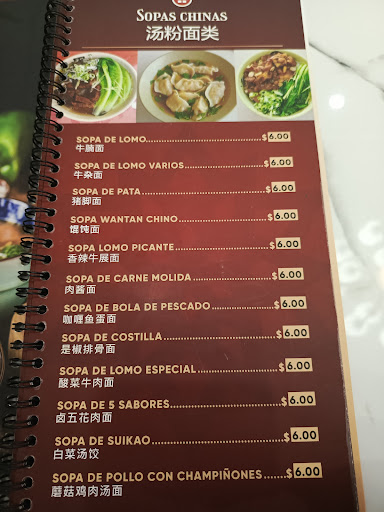 SOPAS CHINAS
汤粉面类
SOPA DE LOMO........................$6.00
牛腩面
SOPA DE LOMO VARIOS........................$6.00
牛杂面
SOPA DE PATA........................$6.00
猪脚面
SOPA WANTAN CHINO........................$6.00
馄饨面
SOPA LOMO PICANTE........................$6.00
香辣牛展面
SOPA DE CARNE MOLIDA........................$6.00
肉酱面
SOPA DE BOLA DE PESCADO........................$6.00
咖喱鱼蛋面
SOPA DE COSTILLA........................$6.00
是椒排骨面
SOPA DE LOMO ESPECIAL........................$6.00
酸菜牛肉面
SOPA DE 5 SABORES........................$6.00
卤五花肉面
SOPA DE SUIKAO........................$6.00
白菜汤饺
SOPA DE POLLO CON CHAMPIÑONES........................$6.00
蘑菇鸡肉汤面